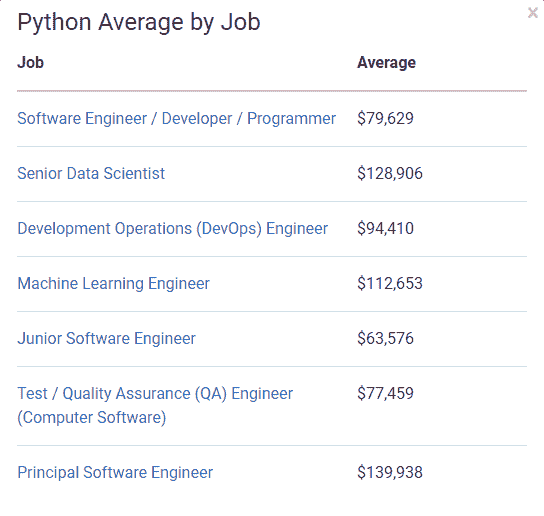 Python Average by Job
Job Average
Software Engineer / Developer / Programmer $79,629
Senior Data Scientist $128,906
Development Operations (DevOps) Engineer $94,410
Machine Learning Engineer $112,653
Junior Software Engineer $63,576
Test / Quality Assurance (QA) Engineer $77,459
(Computer Software)
Principal Software Engineer $139,938